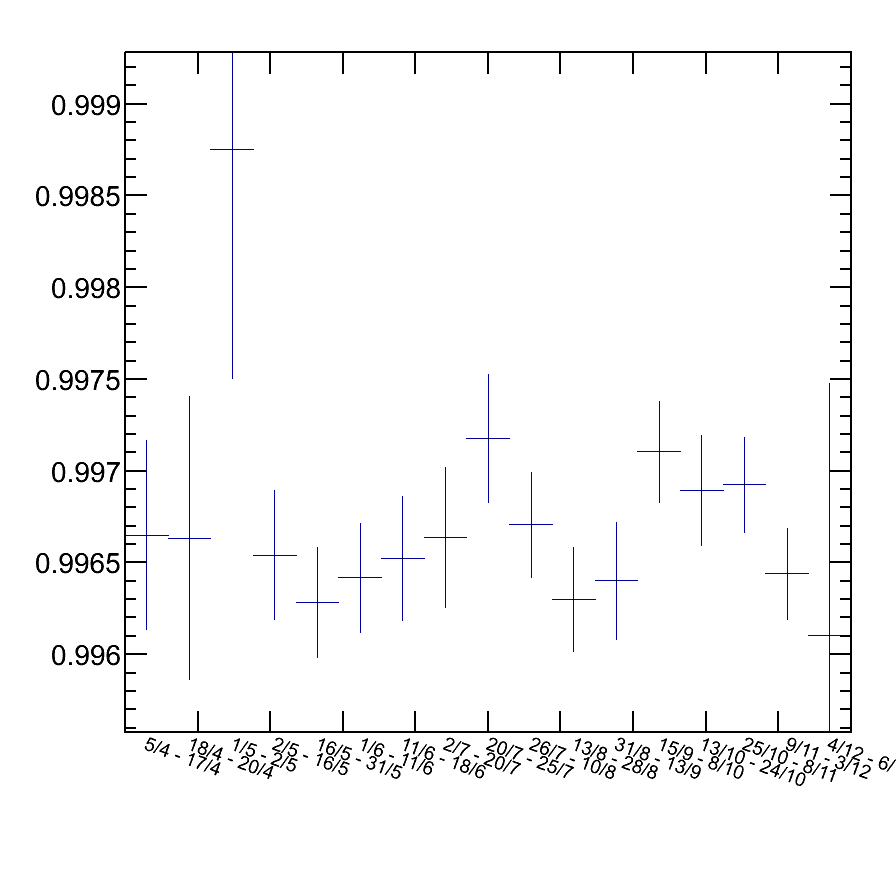 0.999
0.9985
0.998
0.9975
0.997
0.9965
0.996
5/4 - 17/4
18/4 - 20/4
1/5 - 2/5
2/5 - 16/5
16/5 - 31/5
1/6 - 11/6
11/6 - 18/6
2/7 - 20/7
20/7 - 25/7
26/7 - 10/8
13/8 - 28/8
31/8 - 13/9
15/9 - 8/10
13/10 - 24/10
25/10 - 8/11
9/11 - 3/12
4/12 - 6/